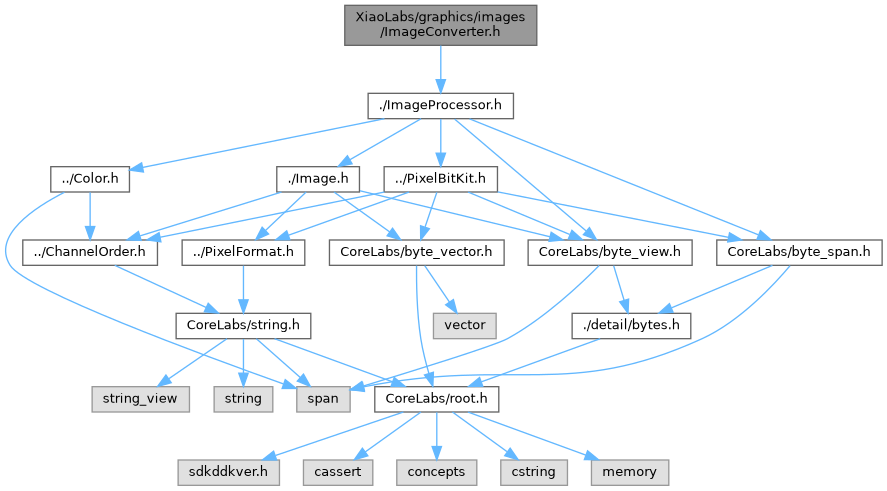 XiaoLabs/graphics/images
/ImageConverter.h
./ImageProcessor.h
../Color.h
./Image.h
../PixelBitKit.h
../ChannelOrder.h
../PixelFormat.h
CoreLabs/byte_vector.h
CoreLabs/byte_view.h
CoreLabs/byte_span.h
CoreLabs/string.h
vector
./detail/bytes.h
string_view
string
span
CoreLabs/root.h
sdkddkver.h
cassert
concepts
cstring
memory